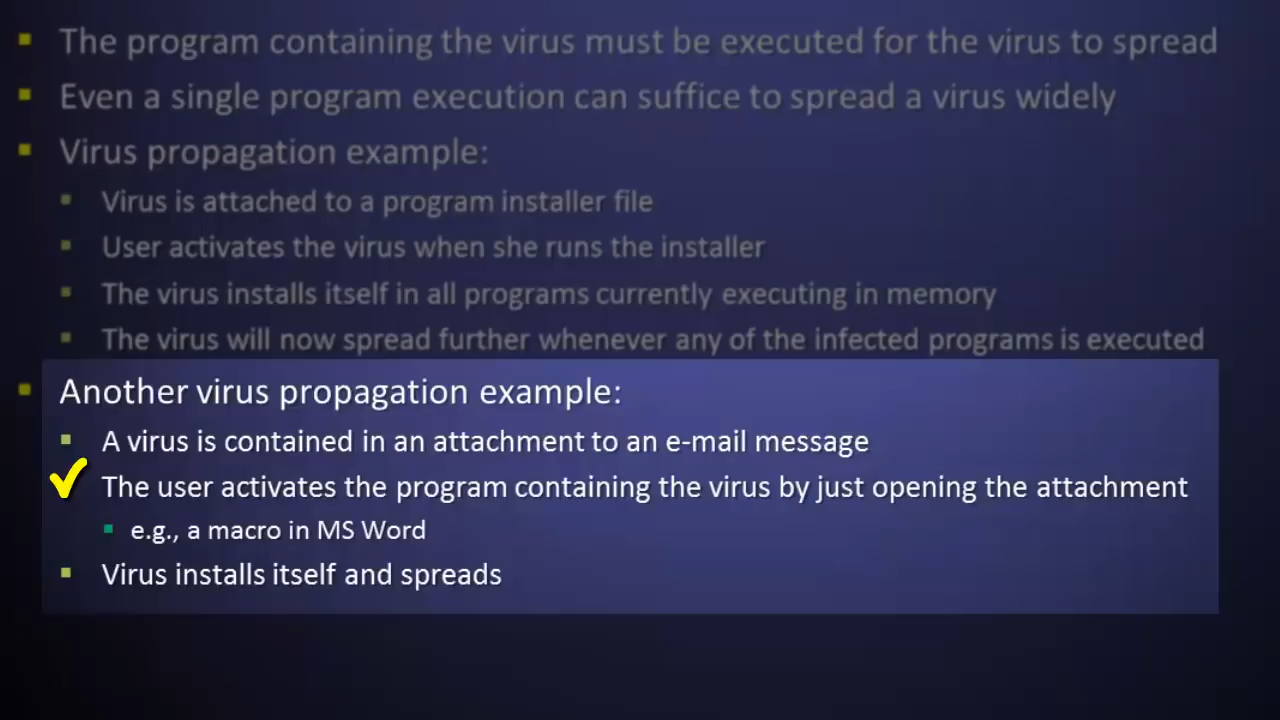 The program containing the virus must be executed for the virus to spread
Even a single program execution can suffice to spread a virus widely
Virus propagation example:
Virus is attached to a program installer file
User activates the virus when she runs the installer
The virus installs itself in all programs currently executing in memory
The virus will now spread further whenever any of the infected programs is executed
Another virus propagation example:
A virus is contained in an attachment to an e-mail message
The user activates the program containing the virus by just opening the attachment
e.g., a macro in MS Word
Virus installs itself and spreads